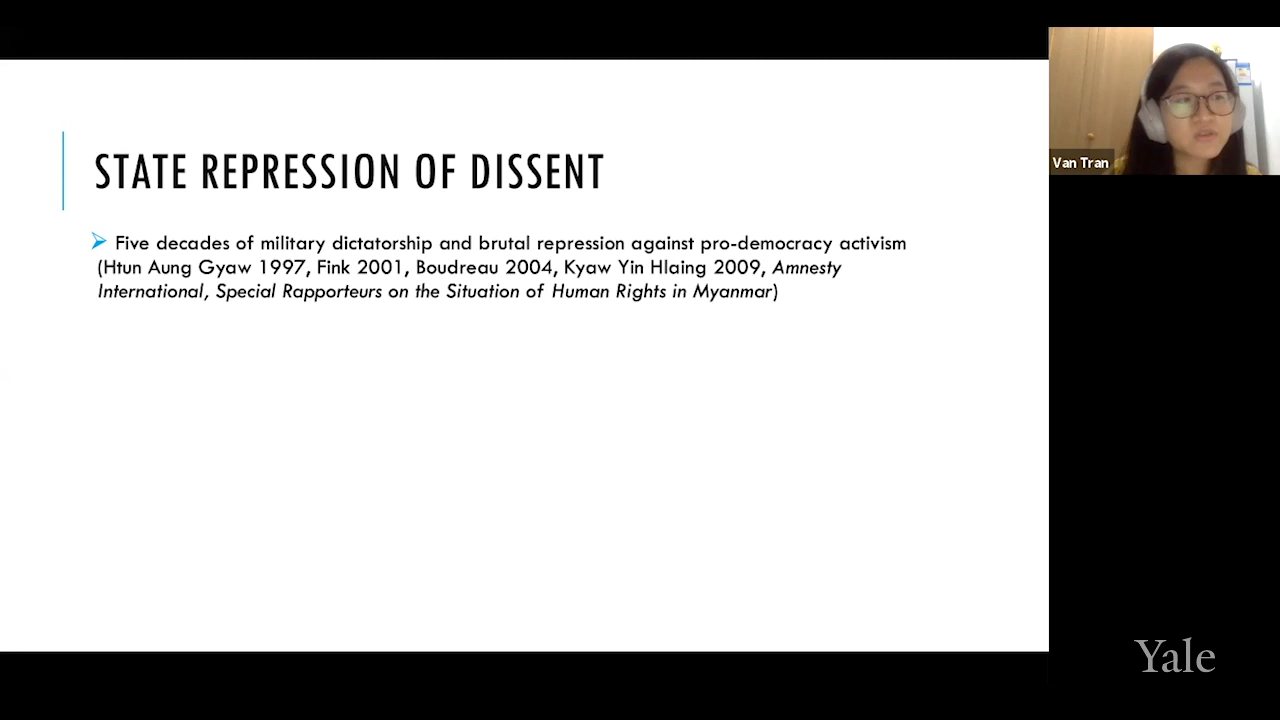 STATE REPRESSION OF DISSENT
Five decades of military dictatorship and brutal repression against pro-democracy activism
(Htun Aung Gyaw 1997, Fink 2001, Boudreau 2004, Kyaw Yin Hlaing 2009, Amnesty
International, Special Rapporteurs on the Situation of Human Rights in Myanmar)
Van Tran
Yale